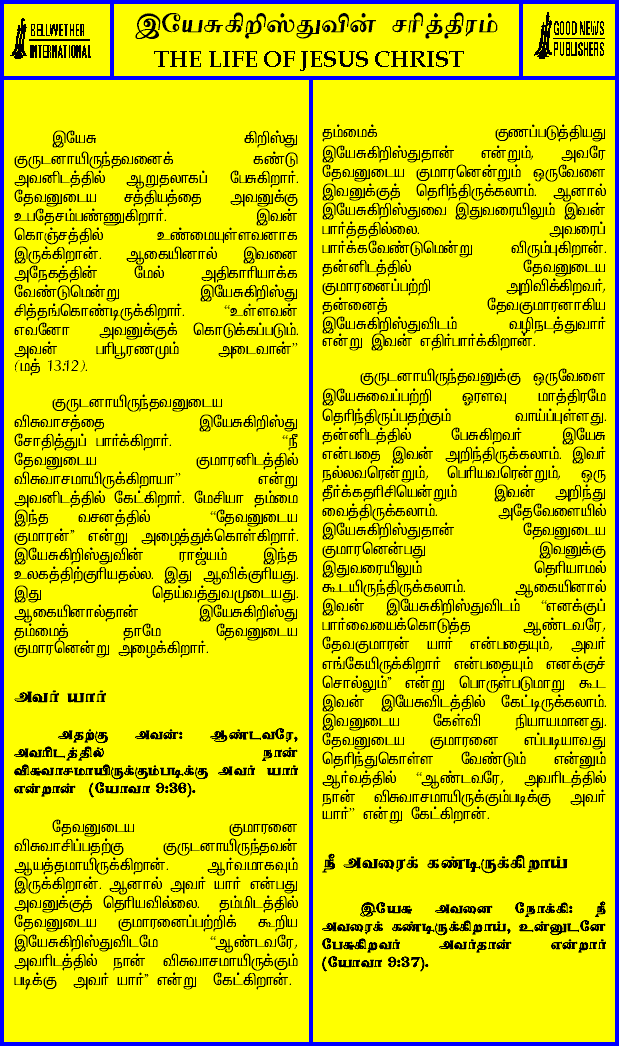 BELLWETHER
INTERNATIONAL
இயேசுகிறிஸ்துவின் சரித்திரம்
THE LIFE OF JESUS CHRIST
GOOD NEWS
PUBLISHERS
இயேசு கிறிஸ்து
குருடனாயிருந்தவனைக் கண்டு
அவனிடத்தில் ஆறுதலாகப் பேசுகிறார்.
தேவனுடைய சத்தியத்தை அவனுக்கு
உபதேசம்பண்ணுகிறார். இவன்
கொஞ்சத்தில் உண்மையுள்ளவனாக
இருக்கிறான். ஆகையினால் இவனை
அநேகத்தின் மேல் அதிகாரியாக்க
வேண்டுமென்று இயேசுகிறிஸ்து
சித்தங்கொண்டிருக்கிறார். “உள்ளவன்
எவனோ அவனுக்குக் கொடுக்கப்படும்.
அவன் பரிபூரணமும் அடைவான்”
(மத் 13:12).
குருடனாயிருந்தவனுடைய
விசுவாசத்தை இயேசுகிறிஸ்து
சோதித்துப் பார்க்கிறார். “நீ
தேவனுடைய குமாரனிடத்தில்
விசுவாசமாயிருக்கிறாயா” என்று
அவனிடத்தில் கேட்கிறார். மேசியா தம்மை
இந்த வசனத்தில் “தேவனுடைய
குமாரன்” என்று அழைத்துக்கொள்கிறார்.
இயேசுகிறிஸ்துவின் ராஜ்யம் இந்த
உலகத்திற்குரியதல்ல. இது ஆவிக்குரியது.
இது தெய்வத்துவமுடையது.
ஆகையினால்தான் இயேசுகிறிஸ்து
தம்மைத் தாமே தேவனுடைய
குமாரனென்று அழைக்கிறார்.
அவர் யார்
அதற்கு அவன்: ஆண்டவரே,
அவரிடத்தில் நான்
விசுவாசமாயிருக்கும்படிக்கு அவர் யார்
என்றான் (யோவா 9:36).
தேவனுடைய குமாரனை
விசுவாசிப்பதற்கு குருடனாயிருந்தவன்
ஆயத்தமாயிருக்கிறான். ஆர்வமாகவும்
இருக்கிறான். ஆனால் அவர் யார் என்பது
அவனுக்குத் தெரியவில்லை. தம்மிடத்தில்
தேவனுடைய குமாரனைப்பற்றிக் கூறிய
இயேசுகிறிஸ்துவிடமே “ஆண்டவரே,
அவரிடத்தில் நான் விசுவாசமாயிருக்கும்
படிக்கு அவர் யார்” என்று கேட்கிறான்.
தம்மைக் குணப்படுத்தியது
இயேசுகிறிஸ்துதான் என்றும், அவரே
தேவனுடைய குமாரனென்றும் ஒருவேளை
இவனுக்குத் தெரிந்திருக்கலாம். ஆனால்
இயேசுகிறிஸ்துவை இதுவரையிலும் இவன்
பார்த்ததில்லை. அவரைப்
பார்க்கவேண்டுமென்று விரும்புகிறான்.
தன்னிடத்தில் தேவனுடைய
குமாரனைப்பற்றி அறிவிக்கிறவர்,
தன்னைத் தேவகுமாரனாகிய
இயேசுகிறிஸ்துவிடம் வழிநடத்துவார்
என்று இவன் எதிர்பார்க்கிறான்.
குருடனாயிருந்தவனுக்கு ஒருவேளை
இயேசுவைப்பற்றி ஓரளவு மாத்திரமே
தெரிந்திருப்பதற்கும் வாய்ப்புள்ளது.
தன்னிடத்தில் பேசுகிறவர் இயேசு
என்பதை இவன் அறிந்திருக்கலாம். இவர்
நல்லவரென்றும், பெரியவரென்றும், ஒரு
தீர்க்கதரிசியென்றும் இவன் அறிந்து
வைத்திருக்கலாம். அதேவேளையில்
இயேசுகிறிஸ்துதான் தேவனுடைய
குமாரனென்பது இவனுக்கு
இதுவரையிலும் தெரியாமல்
கூடயிருந்திருக்கலாம். ஆகையினால்
இவன் இயேசுகிறிஸ்துவிடம் “எனக்குப்
பார்வையைக்கொடுத்த ஆண்டவரே,
தேவகுமாரன் யார் என்பதையும், அவர்
எங்கேயிருக்கிறார் என்பதையும் எனக்குச்
சொல்லும்” என்று பொருள்படுமாறு கூட
இவன் இயேசுவிடத்தில் கேட்டிருக்கலாம்.
இவனுடைய கேள்வி நியாயமானது.
தேவனுடைய குமாரனை எப்படியாவது
தெரிந்துகொள்ள வேண்டும் என்னும்
ஆர்வத்தில் “ஆண்டவரே, அவரிடத்தில்
நான் விசுவாசமாயிருக்கும்படிக்கு அவர்
யார்” என்று கேட்கிறான்.
நீ அவரைக் கண்டிருக்கிறாய்
இயேசு அவனை நோக்கி: நீ
அவரைக் கண்டிருக்கிறாய், உன்னுடனே
பேசுகிறவர் அவர்தான் என்றார்
(யோவா 9:37).